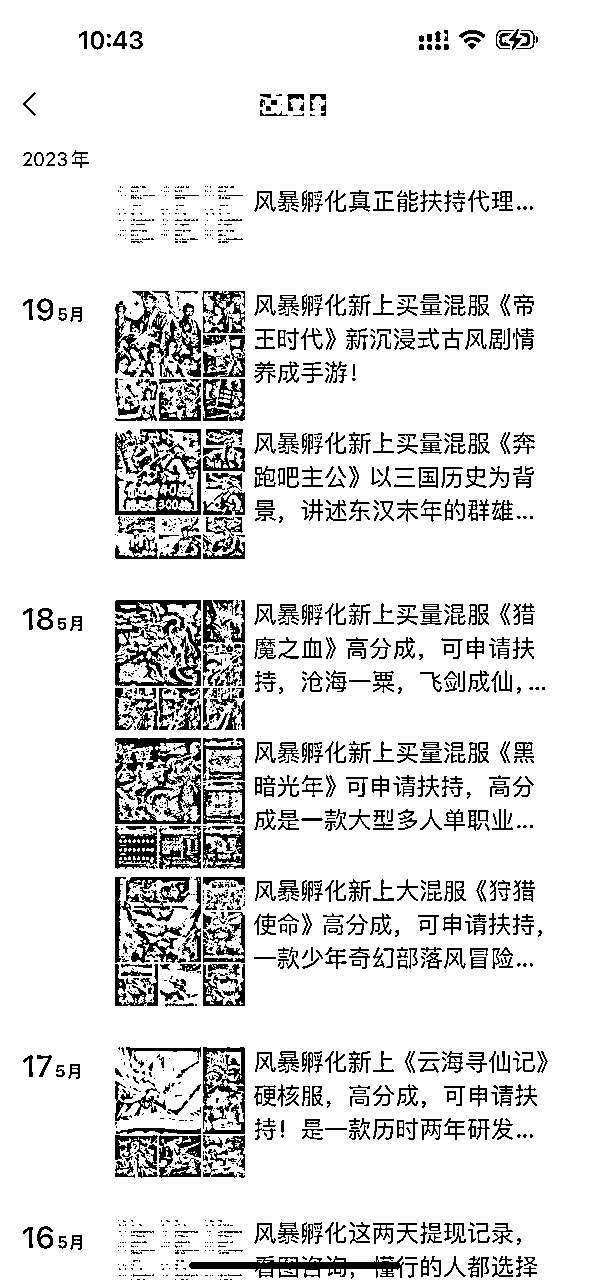 10:43
2023年
风暴孵化真正能扶持代理...
19 5月
风暴孵化新上买量混服《帝
王时代》新沉浸式古风剧情
养成手游！
风暴孵化新上买量混服《奔
跑吧主公》以三国历史为背
景，讲述东汉末年的群雄...
18 5月
风暴孵化新上买量混服《猎
魔之血》高分成，可申请扶
持，沧海一粟，飞剑成仙，...
风暴孵化新上买量混服《黑
暗光年》可申请扶持，高分
成是一款大型多人单职业...
风暴孵化新上大混服《狩猎
使命》高分成，可申请扶持，
一款少年奇幻部落风冒险...
17 5月
风暴孵化新上《云海寻仙记》
硬核服，高分成，可申请扶
持！是一款历时两年研发...
16 5月
风暴孵化这两天提现记录，
看图咨询，懂行的人都选择